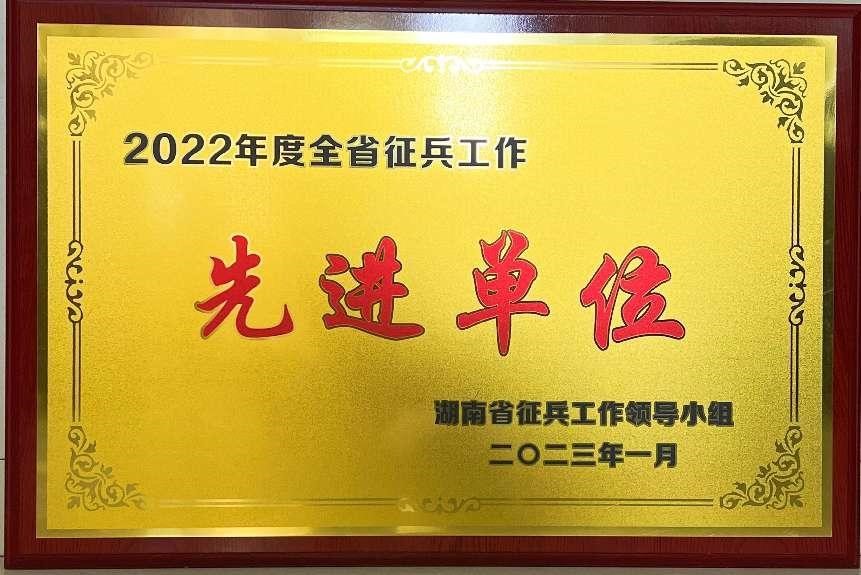 2022年度全省征兵工作
先进单位
湖南省征兵工作领导小组
二〇二三年一月